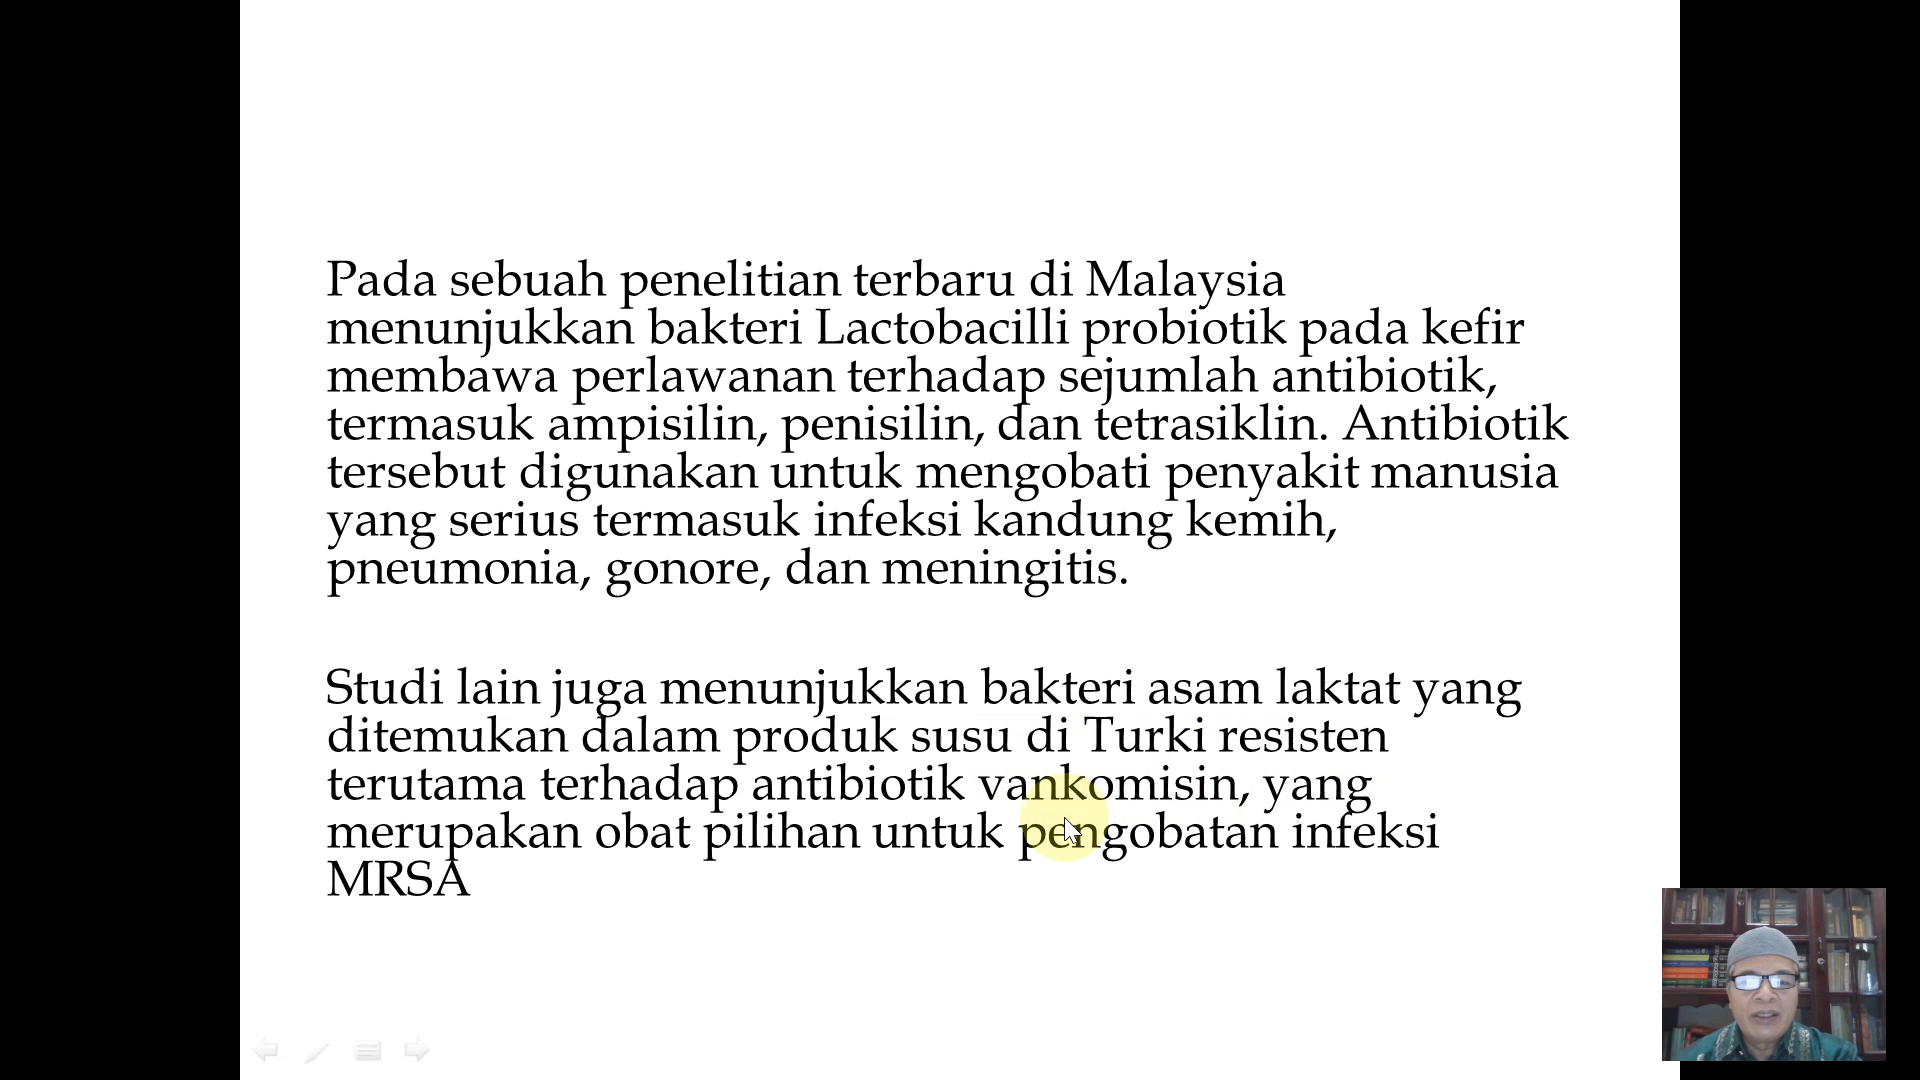 Pada sebuah penelitian terbaru di Malaysia
menunjukkan bakteri Lactobacilli probiotik pada kefir
membawa perlawanan terhadap sejumlah antibiotik,
termasuk ampisilin, penisilin, dan tetrasiklin. Antibiotik
tersebut digunakan untuk mengobati penyakit manusia
yang serius termasuk infeksi kandung kemih,
pneumonia, gonore, dan meningitis.
Studi lain juga menunjukkan bakteri asam laktat yang
ditemukan dalam produk susu di Turki resisten
terutama terhadap antibiotik vankomisin, yang
merupakan obat pilihan untuk pengobatan infeksi
MRSA